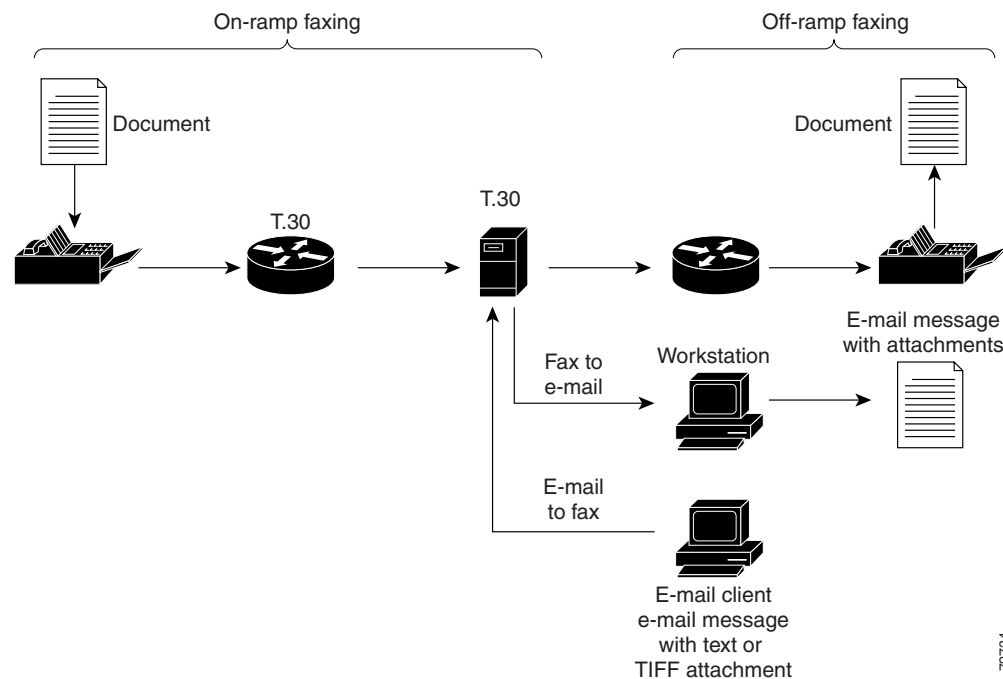 On-ramp faxing
Off-ramp faxing
Document
Document
T.30
T.30
E-mail message
with attachments
Fax to
e-mail
Workstation
E-mail
to fax
E-mail client
e-mail message
with text or
TIFF attachment